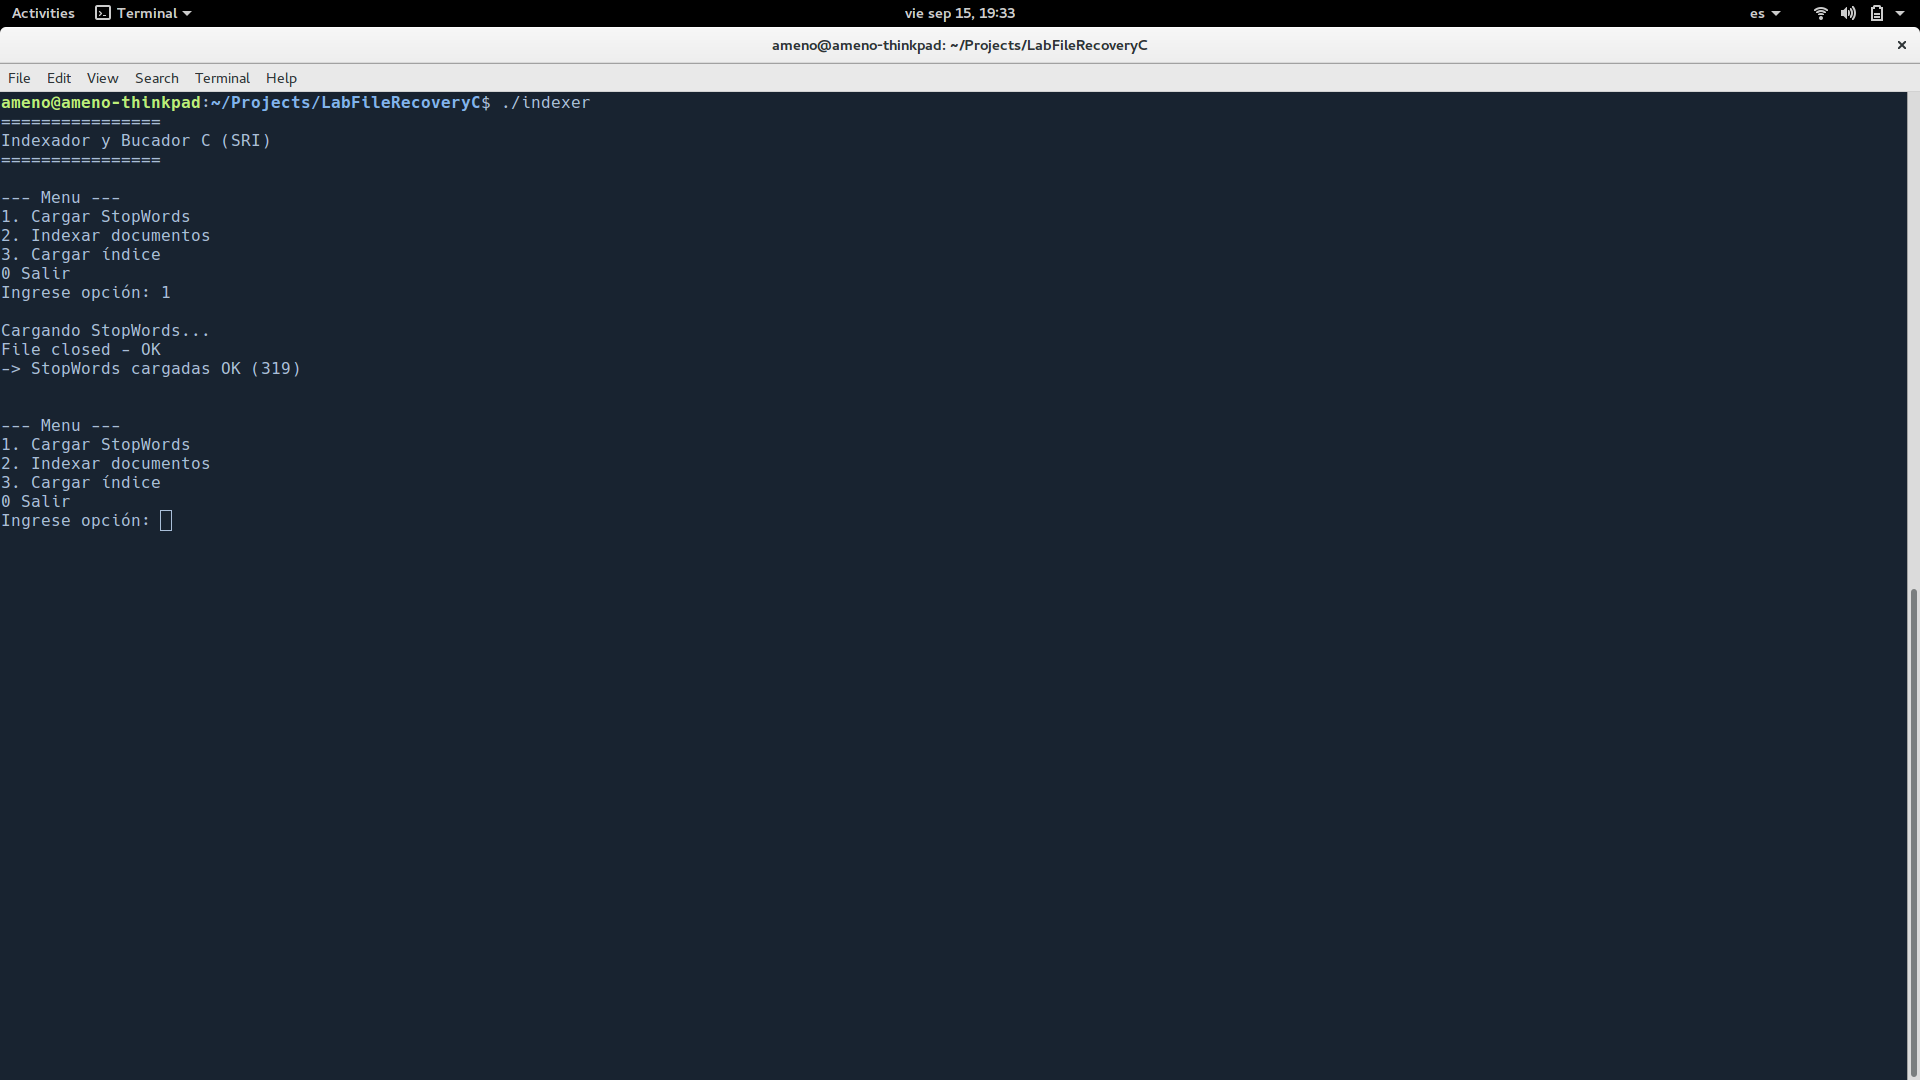 Activities Terminal vie sep 15, 19:33 es
ameno@ameno-thinkpad: ~/Projects/LabFileRecoveryC
File Edit View Search Terminal Help
ameno@ameno-thinkpad:~/Projects/LabFileRecoveryC$ ./indexer
================
Indexador y Bucador C (SRI)
================
--- Menu ---
1. Cargar StopWords
2. Indexar documentos
3. Cargar índice
0 Salir
Ingrese opción: 1
Cargando StopWords...
File closed - OK
-> StopWords cargadas OK (319)
--- Menu ---
1. Cargar StopWords
2. Indexar documentos
3. Cargar índice
0 Salir
Ingrese opción: